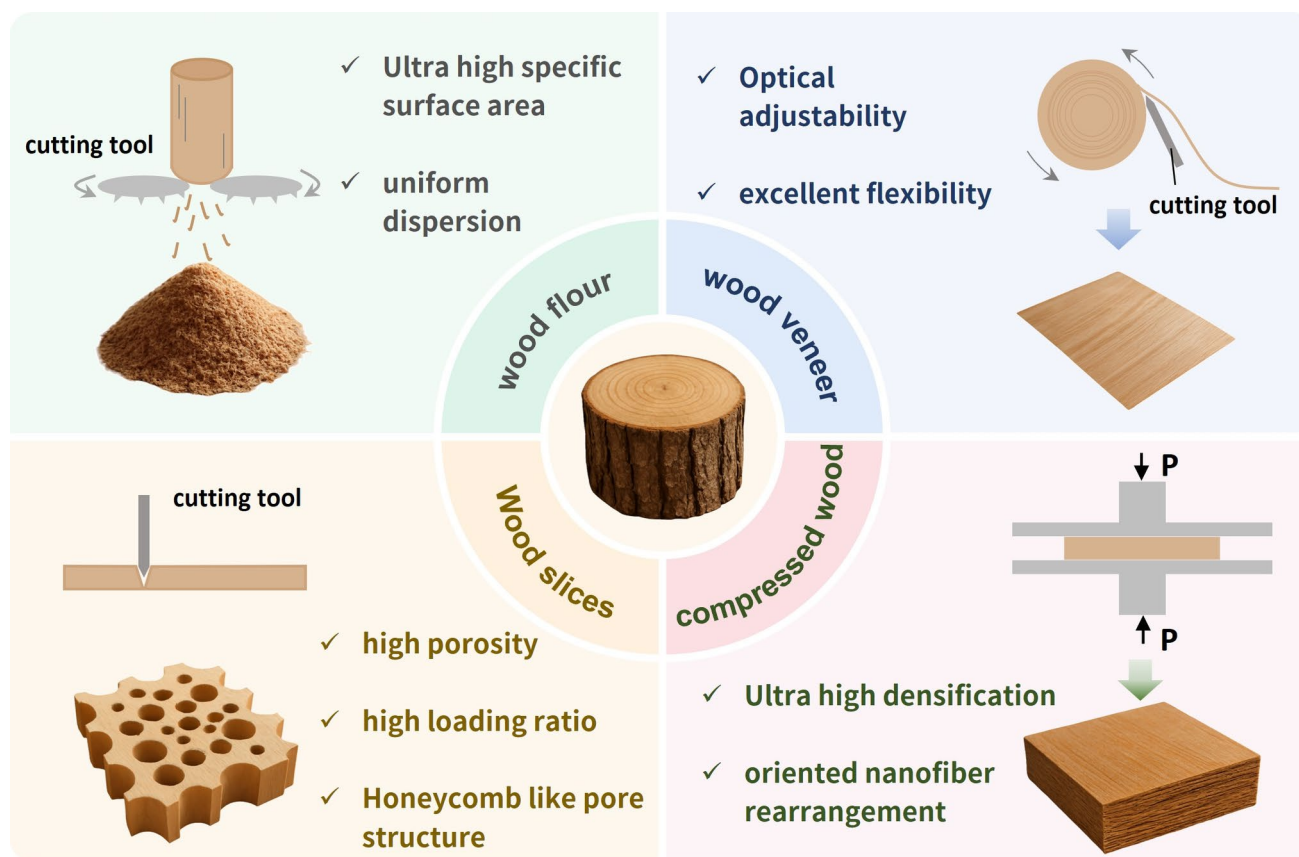 cutting tool
✓ Ultra high specific
surface area
✓ uniform
dispersion
wood flour
✓ Optical
adjustability
✓ excellent flexibility
cutting tool
wood veneer
cutting tool
Wood slices
✓ high porosity
✓ high loading ratio
✓ Honeycomb like pore
structure
compressed wood
P
P
✓ Ultra high densification
✓ oriented nanofiber
rearrangement